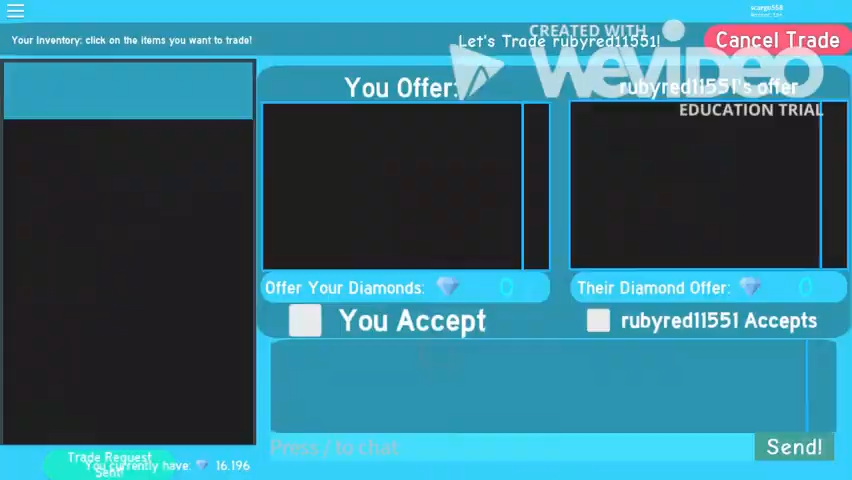 scargo558
Your Inventory: click on the items you want to trade!
Let's Trade rubyred11551!
Cancel Trade
CREATED WITH
WeVideo
EDUCATION TRIAL
You Offer:
rubyred11551's offer
Offer Your Diamonds: 0
Their Diamond Offer: 0
You Accept
rubyred11551 Accepts
Press / to chat
Send!
Trade Request
Sent!
You currently have: 16,196